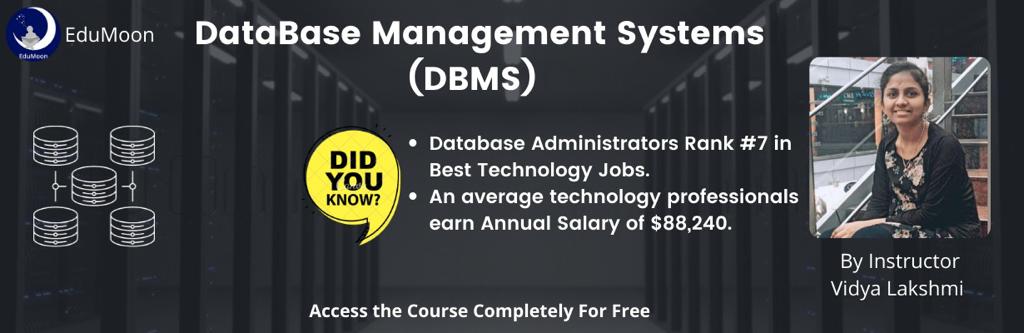 EduMoon
EduMoon
DataBase Management Systems
(DBMS)
DID
YOU
KNOW?
• Database Administrators Rank #7 in
Best Technology Jobs.
• An average technology professionals
earn Annual Salary of $88,240.
By Instructor
Vidya Lakshmi
Access the Course Completely For Free